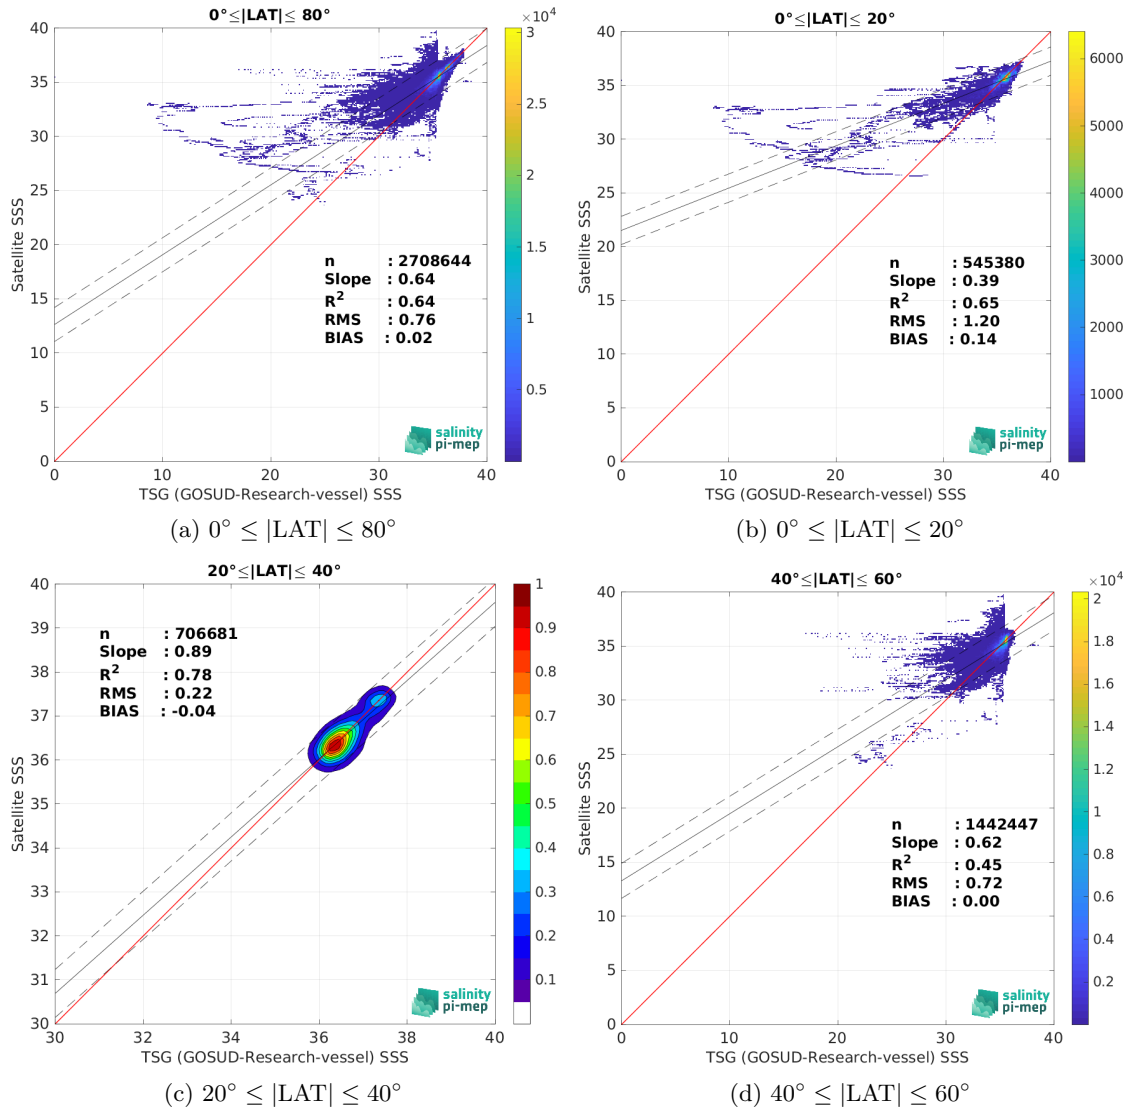 0°≤|LAT|≤ 80°
×10⁴
40
35
30
25
20
15
10
5
0
0
10
20
30
40
3
2.5
2
1.5
1
0.5
Satellite SSS
n : 2708644
Slope : 0.64
R² : 0.64
RMS : 0.76
BIAS : 0.02
salinity
pi-mep
TSG (GOSUD-Research-vessel) SSS
(a) 0° ≤ |LAT| ≤ 80°
0°≤|LAT|≤ 20°
40
35
30
25
20
15
10
5
0
0
10
20
30
40
6000
5000
4000
3000
2000
1000
Satellite SSS
n : 545380
Slope : 0.39
R² : 0.65
RMS : 1.20
BIAS : 0.14
salinity
pi-mep
TSG (GOSUD-Research-vessel) SSS
(b) 0° ≤ |LAT| ≤ 20°
20°≤|LAT|≤ 40°
40
39
38
37
36
35
34
33
32
31
30
30
32
34
36
38
40
1
0.9
0.8
0.7
0.6
0.5
0.4
0.3
0.2
0.1
Satellite SSS
n : 706681
Slope : 0.89
R² : 0.78
RMS : 0.22
BIAS : -0.04
salinity
pi-mep
TSG (GOSUD-Research-vessel) SSS
(c) 20° ≤ |LAT| ≤ 40°
40°≤|LAT|≤ 60°
×10⁴
40
35
30
25
20
15
10
5
0
0
10
20
30
40
2
1.8
1.6
1.4
1.2
1
0.8
0.6
0.4
0.2
Satellite SSS
n : 1442447
Slope : 0.62
R² : 0.45
RMS : 0.72
BIAS : 0.00
salinity
pi-mep
TSG (GOSUD-Research-vessel) SSS
(d) 40° ≤ |LAT| ≤ 60°